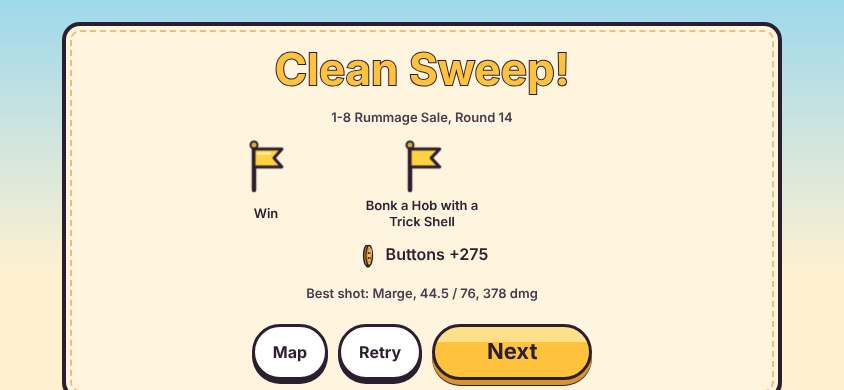 Clean Sweep!
1-8 Rummage Sale, Round 14
Win
Bonk a Hob with a
Trick Shell
Buttons +275
Best shot: Marge, 44.5 / 76, 378 dmg
Map
Retry
Next